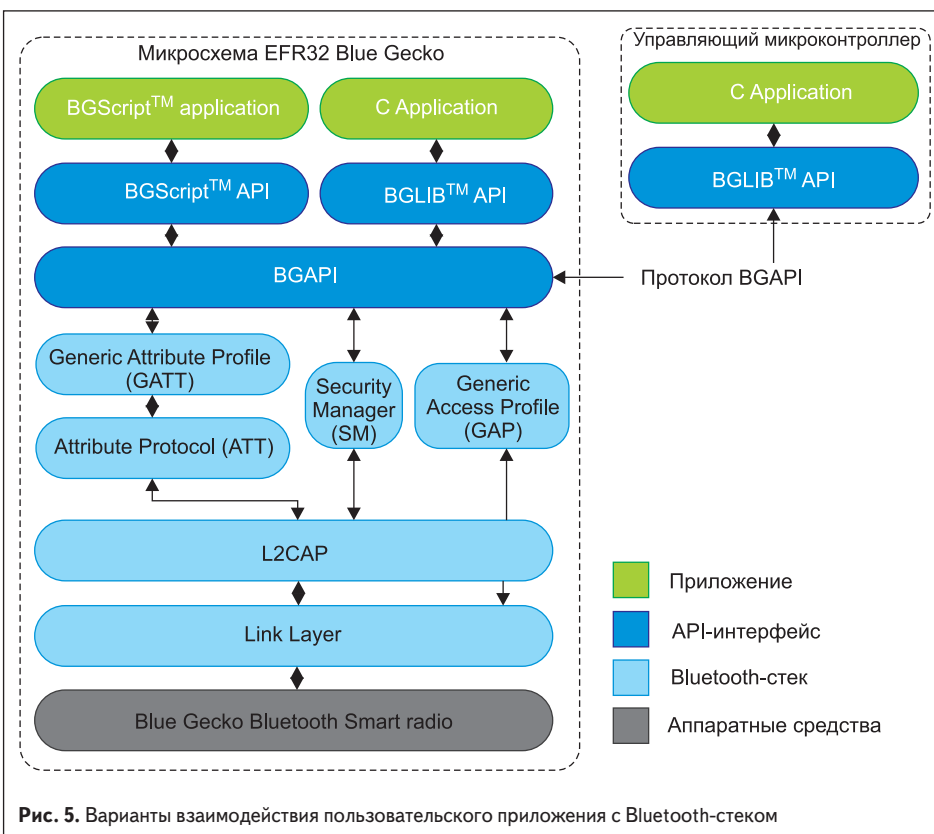 Микросхема EFR32 Blue Gecko
Управляющий микроконтроллер
BGScript™ application
C Application
C Application
BGScript™ API
BGLIB™ API
BGLIB™ API
BGAPI
Протокол BGAPI
Generic Attribute Profile
(GATT)
Security
Manager
(SM)
Generic
Access Profile
(GAP)
Attribute Protocol (ATT)
L2CAP
Link Layer
Blue Gecko Bluetooth Smart radio
Приложение
API-интерфейс
Bluetooth-стек
Аппаратные средства
Рис. 5. Варианты взаимодействия пользовательского приложения с Bluetooth-стеком